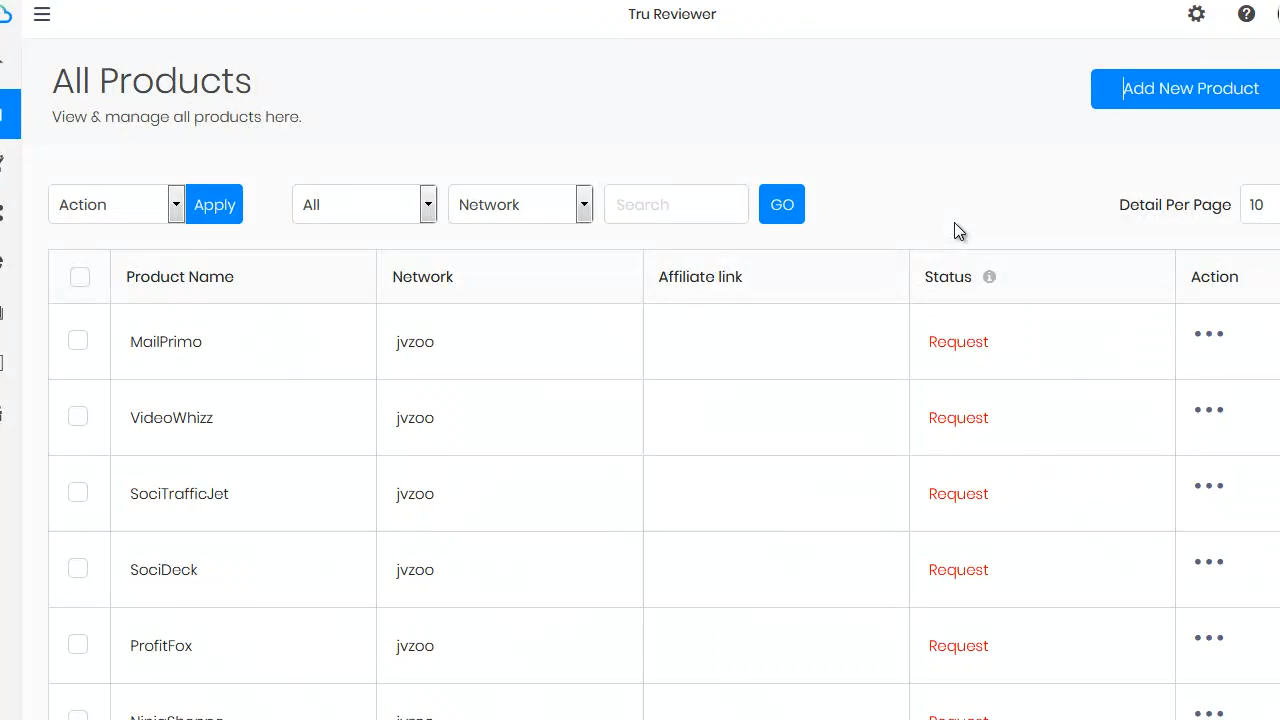 Tru Reviewer
All Products
View & manage all products here.
Add New Product
Action Apply All Network Search GO Detail Per Page 10
Product Name Network Affiliate link Status Action
MailPrimo jvzoo Request
VideoWhizz jvzoo Request
SociTrafficJet jvzoo Request
SociDeck jvzoo Request
ProfitFox jvzoo Request